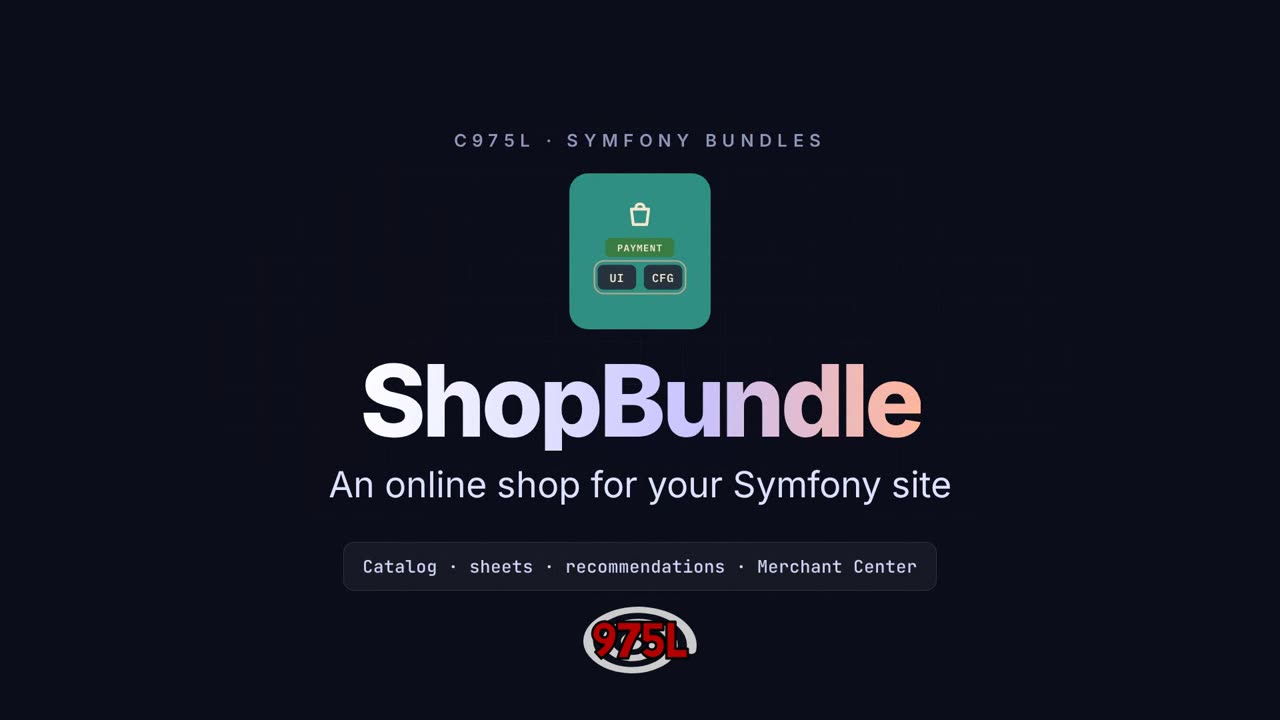 C975L · SYMFONY BUNDLES
PAYMENT
UI CFG
ShopBundle
An online shop for your Symfony site
Catalog · sheets · recommendations · Merchant Center
975L